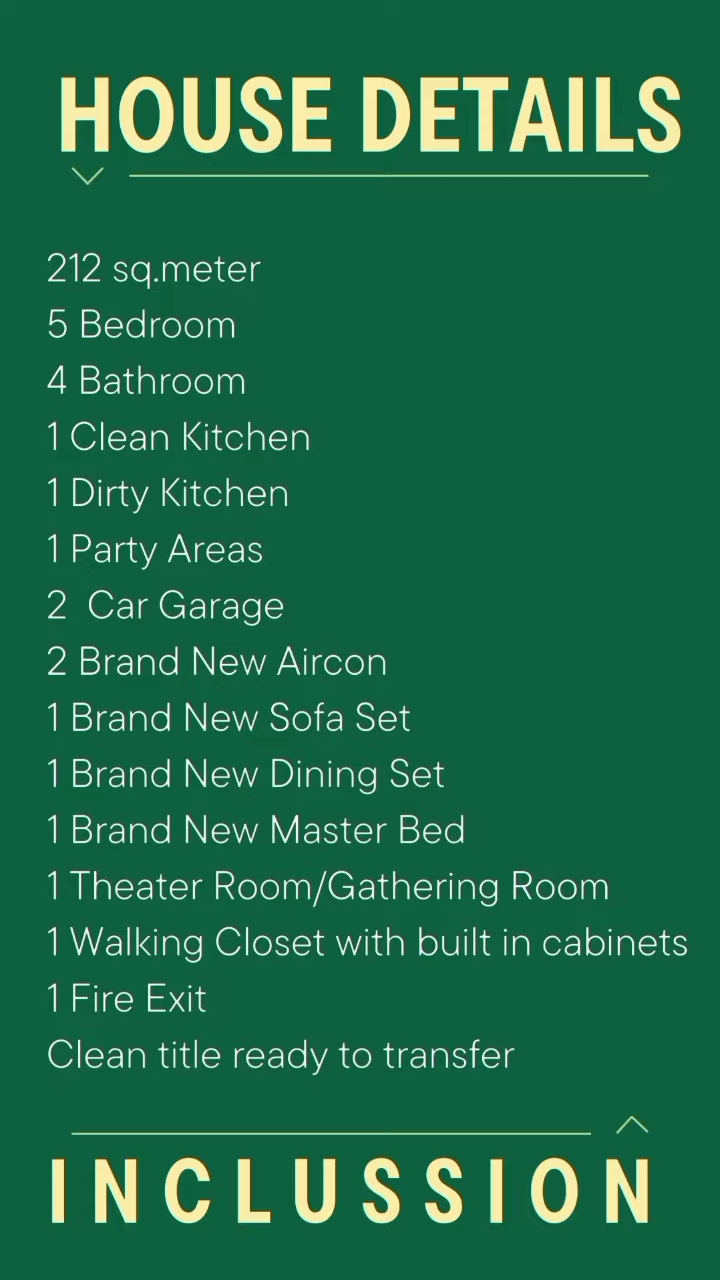 HOUSE DETAILS
212 sq.meter
5 Bedroom
4 Bathroom
1 Clean Kitchen
1 Dirty Kitchen
1 Party Areas
2  Car Garage
2 Brand New Aircon
1 Brand New Sofa Set
1 Brand New Dining Set
1 Brand New Master Bed
1 Theater Room/Gathering Room
1 Walking Closet with built in cabinets
1 Fire Exit
Clean title ready to transfer
INCLUSSION